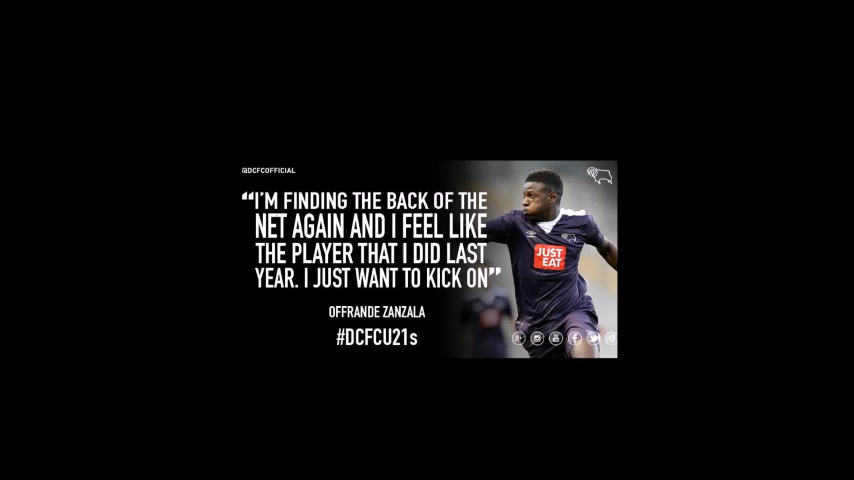 @DCFCOFFICIAL
“I'M FINDING THE BACK OF THE
NET AGAIN AND I FEEL LIKE
THE PLAYER THAT I DID LAST
YEAR. I JUST WANT TO KICK ON”
OFFRANDE ZANZALA
#DCFCU21s
JUST
EAT